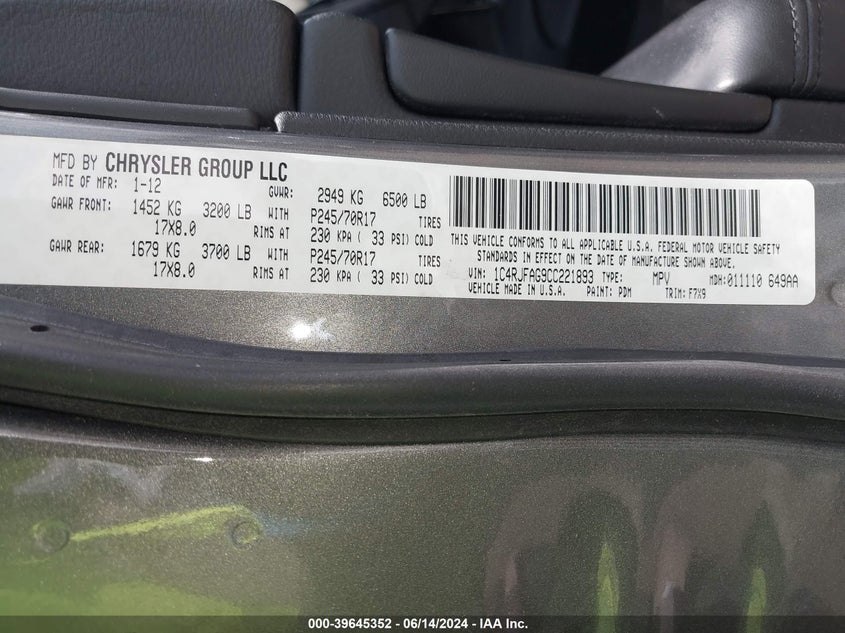 MFD BY CHRYSLER GROUP LLC
DATE OF MFR: 1-12 GVWR: 2949 KG 6500 LB
GAWR FRONT: 1452 KG 3200 LB WITH P245/70R17 TIRES
17X8.0 RIMS AT 230 KPA ( 33 PSI) COLD
GAWR REAR: 1679 KG 3700 LB WITH P245/70R17 TIRES
17X8.0 RIMS AT 230 KPA ( 33 PSI) COLD
THIS VEHICLE CONFORMS TO ALL APPLICABLE U.S.A. FEDERAL MOTOR VEHICLE SAFETY
STANDARDS IN EFFECT ON THE DATE OF MANUFACTURE SHOWN ABOVE.
VIN: 1C4RJFAG9CC221893 TYPE: MPV MDH:011110 649AA
VEHICLE MADE IN U.S.A. PAINT: PDM TRIM: F7X9
000-39645352 - 06/14/2024 - IAA Inc.